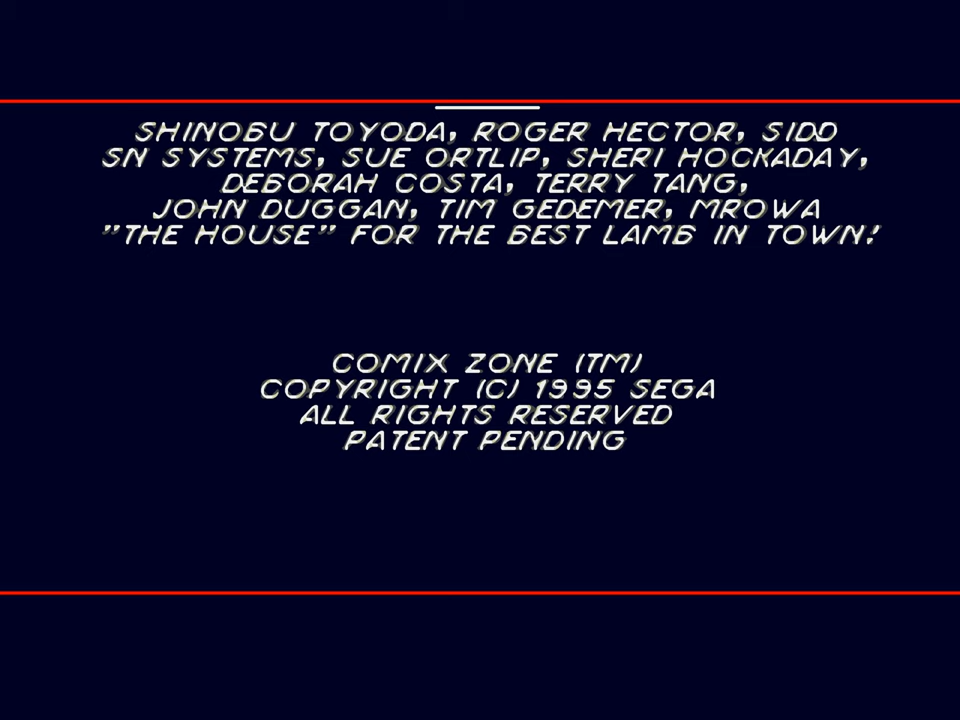 SHINOBU TOYODA, ROGER HECTOR, SIDD
SN SYSTEMS, SUE ORTLIP, SHERI HOCKADAY,
DEBORAH COSTA, TERRY TANG,
JOHN DUGGAN, TIM GEDEMER, MROWA
"THE HOUSE" FOR THE BEST LAMB IN TOWN!
COMIX ZONE (TM)
COPYRIGHT (C) 1995 SEGA
ALL RIGHTS RESERVED
PATENT PENDING